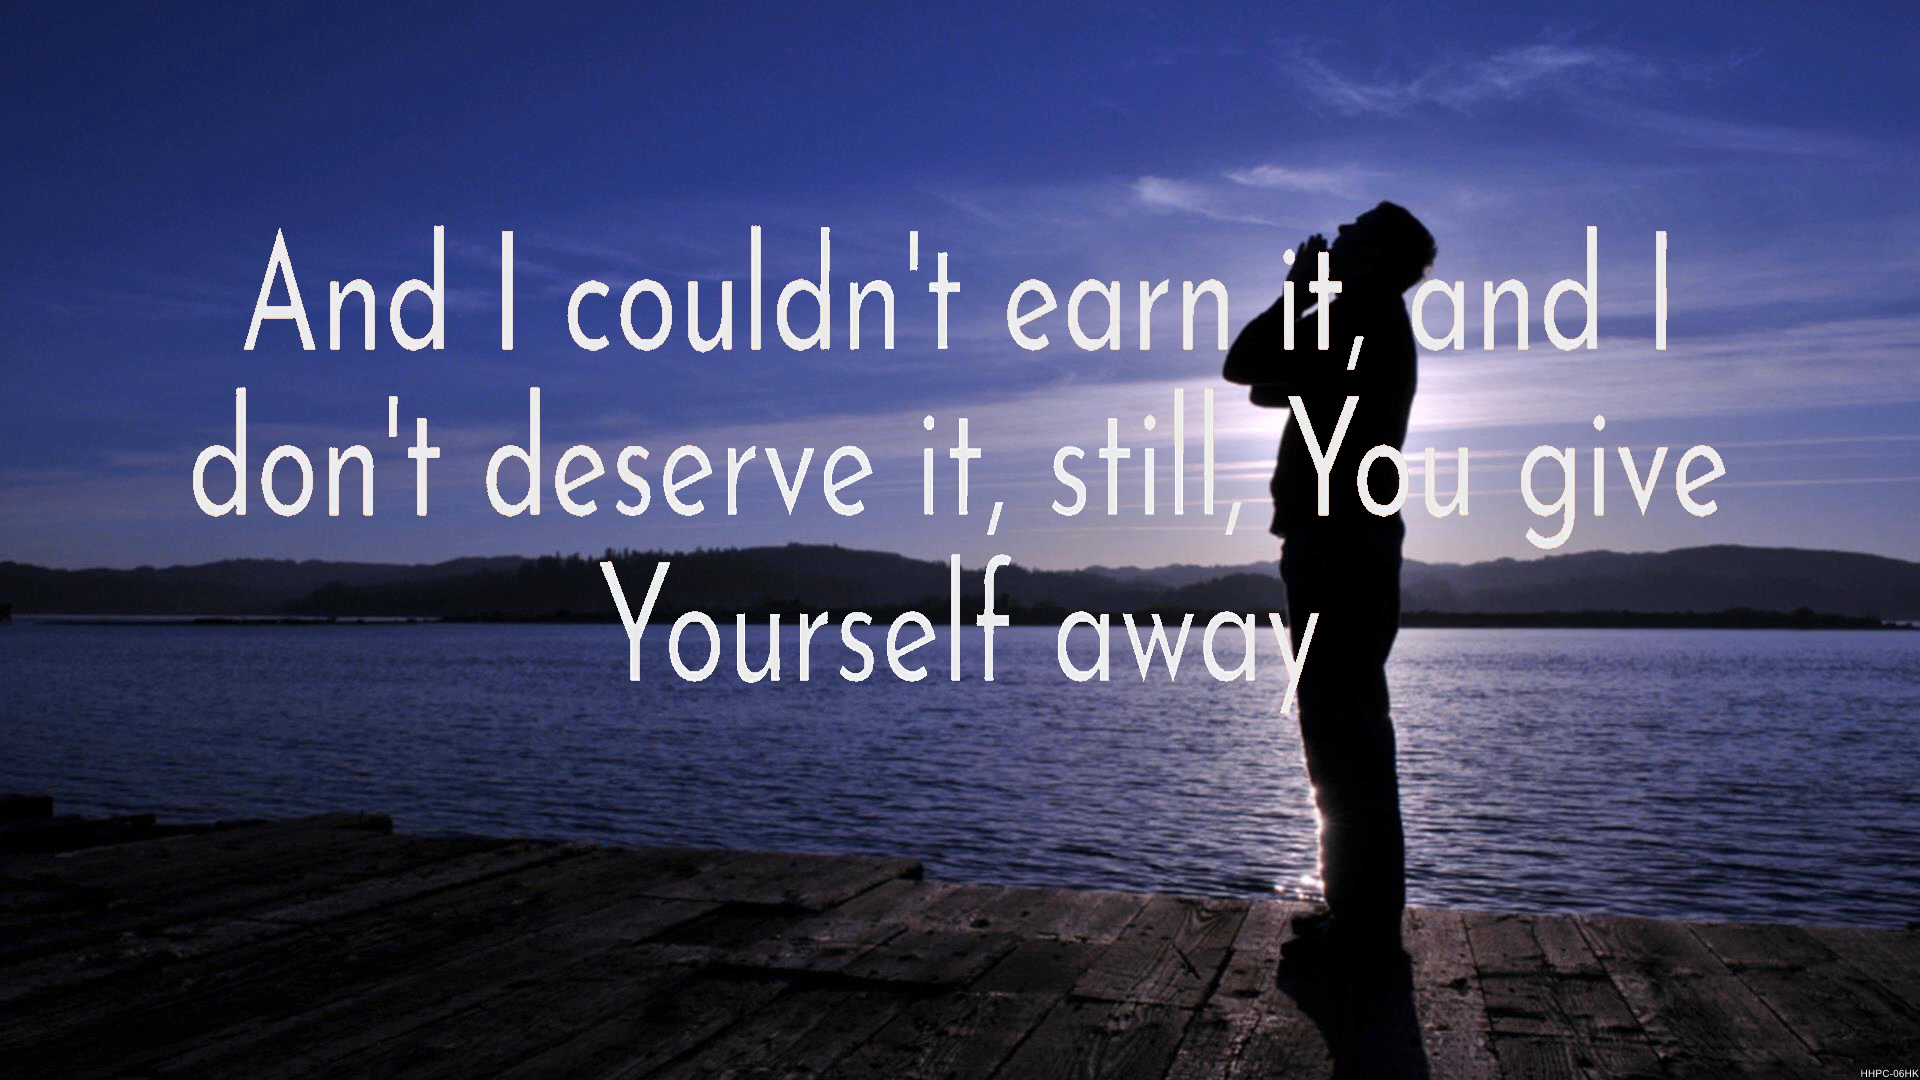 And I couldn't earn it, and I
don't deserve it, still, You give
Yourself away
HHPC-06HK